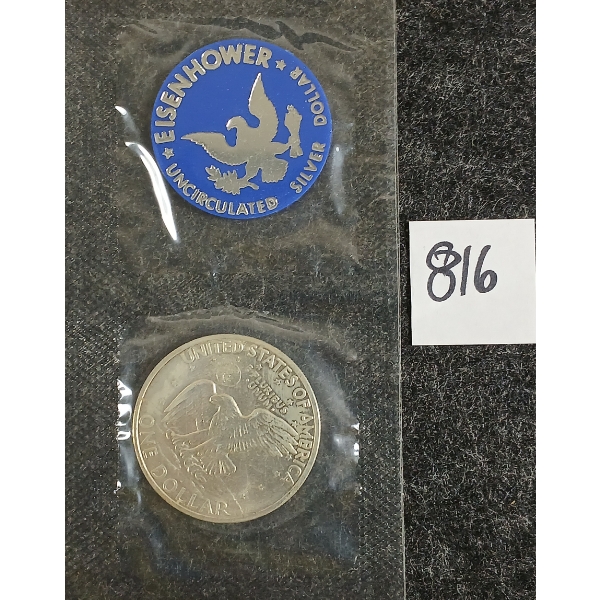 ★ EISENHOWER ★
UNCIRCULATED SILVER DOLLAR
816
UNITED STATES OF AMERICA
PLURIBUS
UNUM
ONE DOLLAR